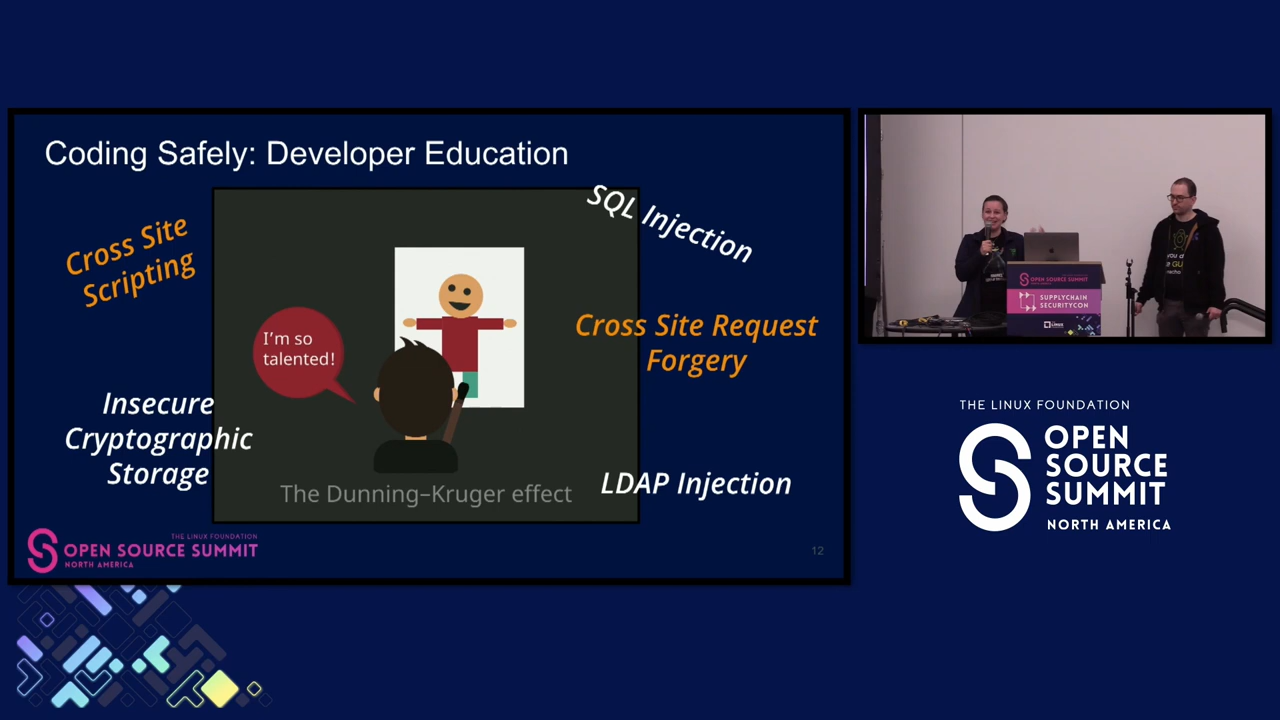 Coding Safely: Developer Education
Cross Site
Scripting
SQL Injection
I'm so
talented!
Cross Site Request
Forgery
Insecure
Cryptographic
Storage
LDAP Injection
The Dunning–Kruger effect
THE LINUX FOUNDATION
OPEN SOURCE SUMMIT
NORTH AMERICA
12
OPEN SOURCE SUMMIT
SUPPLYCHAIN
SECURITYCON
THE LINUX FOUNDATION
OPEN
SOURCE
SUMMIT
NORTH AMERICA